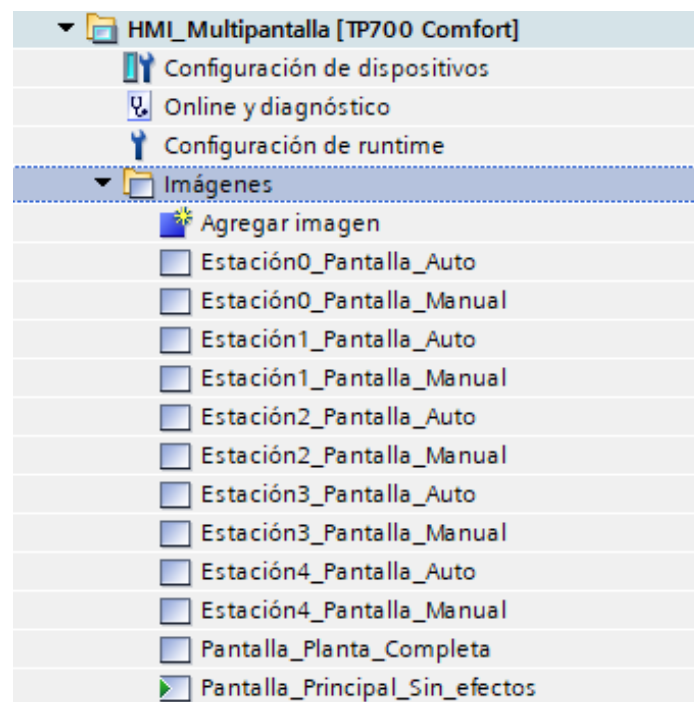 HMI_Multipantalla [TP700 Comfort]
Configuración de dispositivos
Online y diagnóstico
Configuración de runtime
Imágenes
Agregar imagen
Estación0_Pantalla_Auto
Estación0_Pantalla_Manual
Estación1_Pantalla_Auto
Estación1_Pantalla_Manual
Estación2_Pantalla_Auto
Estación2_Pantalla_Manual
Estación3_Pantalla_Auto
Estación3_Pantalla_Manual
Estación4_Pantalla_Auto
Estación4_Pantalla_Manual
Pantalla_Planta_Completa
Pantalla_Principal_Sin_efectos